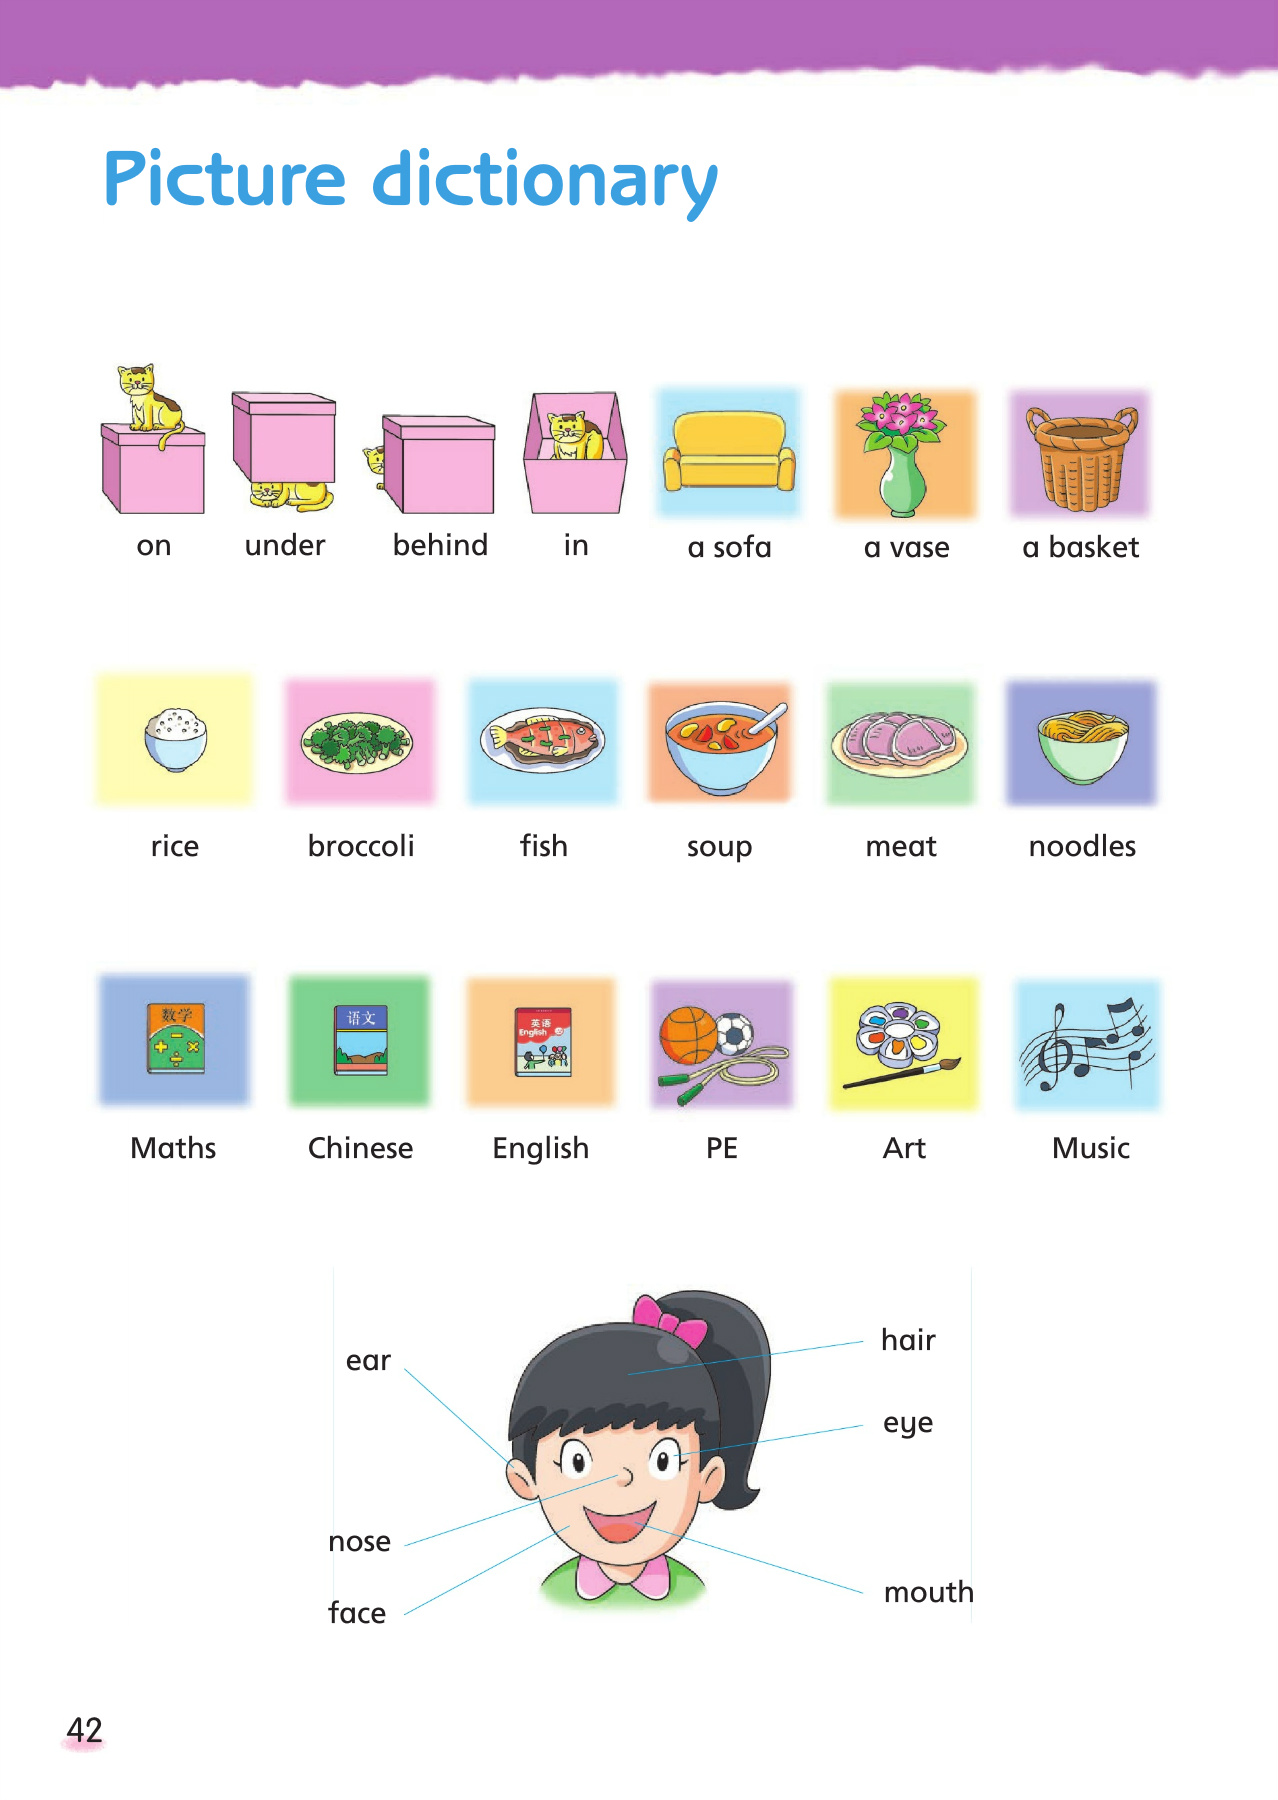 Picture dictionary
on under behind in a sofa a vase a basket
rice broccoli fish soup meat noodles
数学 语文 英语
English
Maths Chinese English PE Art Music
hair
ear
eye
nose
mouth
face
42